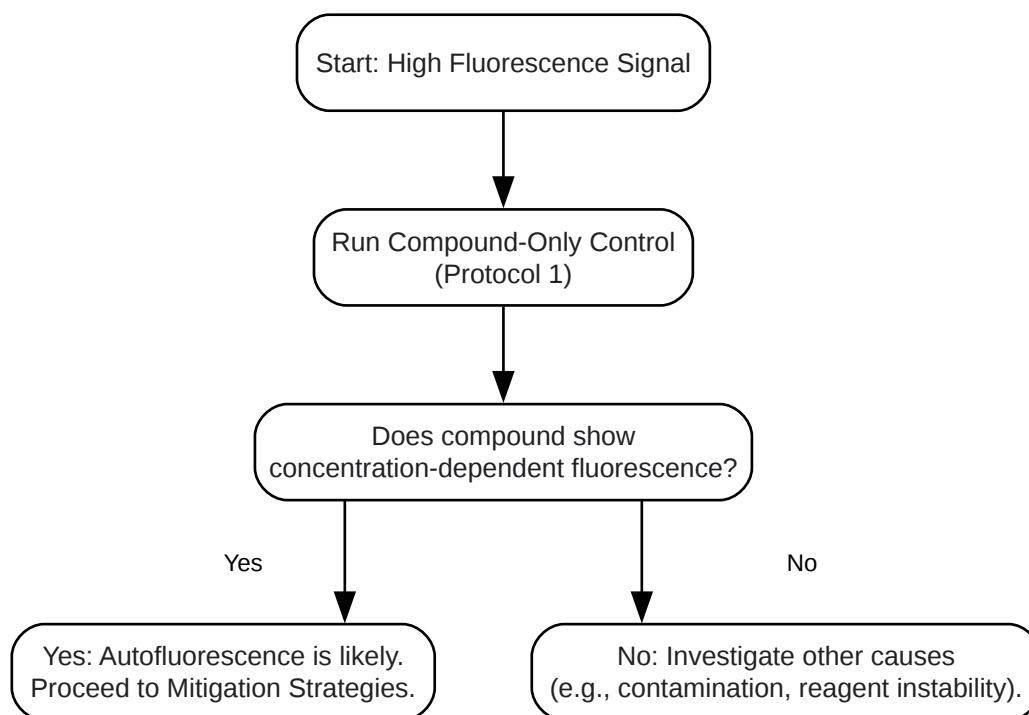 Start: High Fluorescence Signal
Run Compound-Only Control
(Protocol 1)
Does compound show
concentration-dependent fluorescence?
Yes
No
Yes: Autofluorescence is likely.
Proceed to Mitigation Strategies.
No: Investigate other causes
(e.g., contamination, reagent instability).